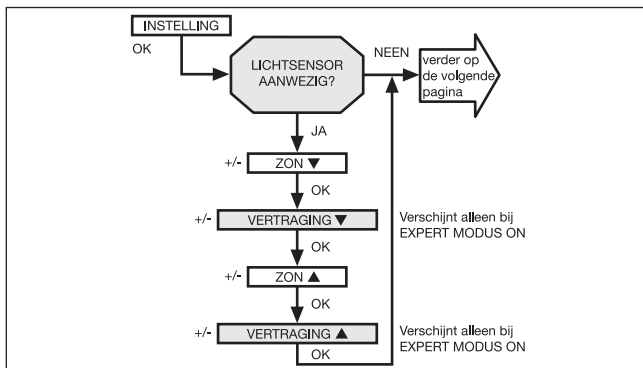 INSTELLING
OK
LICHTSENSOR
AANWEZIG?
NEEN
verder op
de volgende
pagina
JA
+/- ZON ▼
OK
+/- VERTRAGING ▼
Verschijnt alleen bij
EXPERT MODUS ON
OK
+/- ZON ▲
OK
+/- VERTRAGING ▲
Verschijnt alleen bij
EXPERT MODUS ON
OK